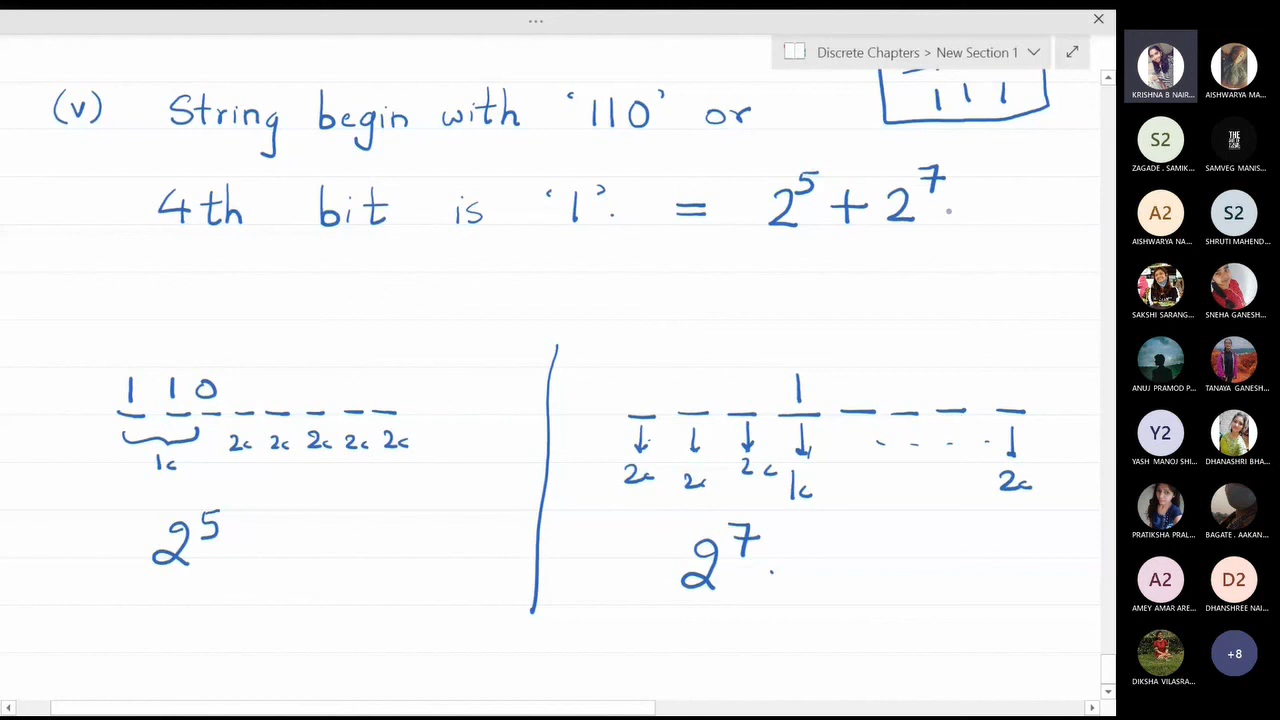 Discrete Chapters > New Section 1
(v) String begin with '110' or
4th bit is '1'. = 2^5 + 2^7.
1 1 1
1 1 0
1c 2c 2c 2c 2c 2c
2^5
1
2c 2c 2c 1c 2c
2^7.
KRISHNA B NAIR... AISHWARYA MA...
S2
ZAGADE . SAMIK... SAMVEG MANIS...
A2 S2
AISHWARYA NA... SHRUTI MAHEND...
SAKSHI SARANG... SNEHA GANESH...
ANUJ PRAMOD P... TANAYA GANESH...
Y2
YASH MANOJ SHI... DHANASHRI BHA...
PRATIKSHA PRAL... BAGATE . AAKAN...
A2 D2
AMEY AMAR ARE... DHANSHREE NAI...
+8
DIKSHA VILASRA...